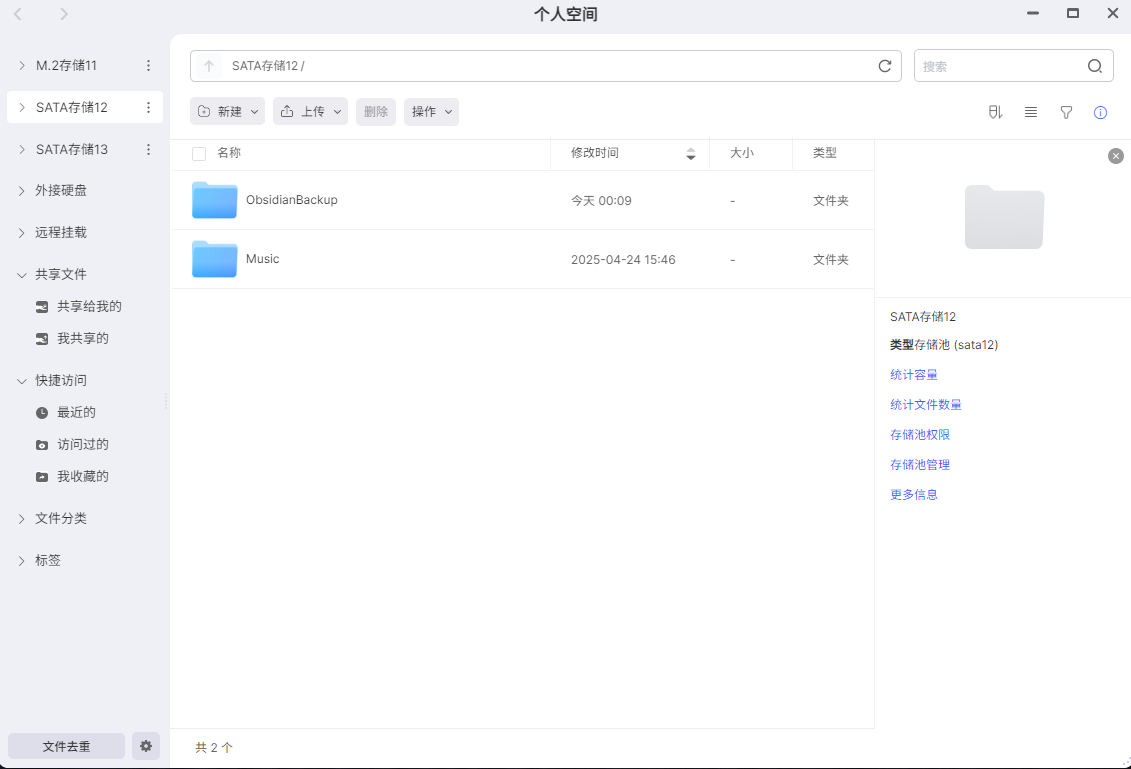 个人空间
M.2存储11
SATA存储12
SATA存储13
外接硬盘
远程挂载
共享文件
共享给我的
我共享的
快捷访问
最近的
访问过的
我收藏的
文件分类
标签
文件去重
SATA存储12 /
搜索
新建 上传 删除 操作
名称 修改时间 大小 类型
ObsidianBackup 今天 00:09 - 文件夹
Music 2025-04-24 15:46 - 文件夹
共 2 个
SATA存储12
类型存储池 (sata12)
统计容量
统计文件数量
存储池权限
存储池管理
更多信息